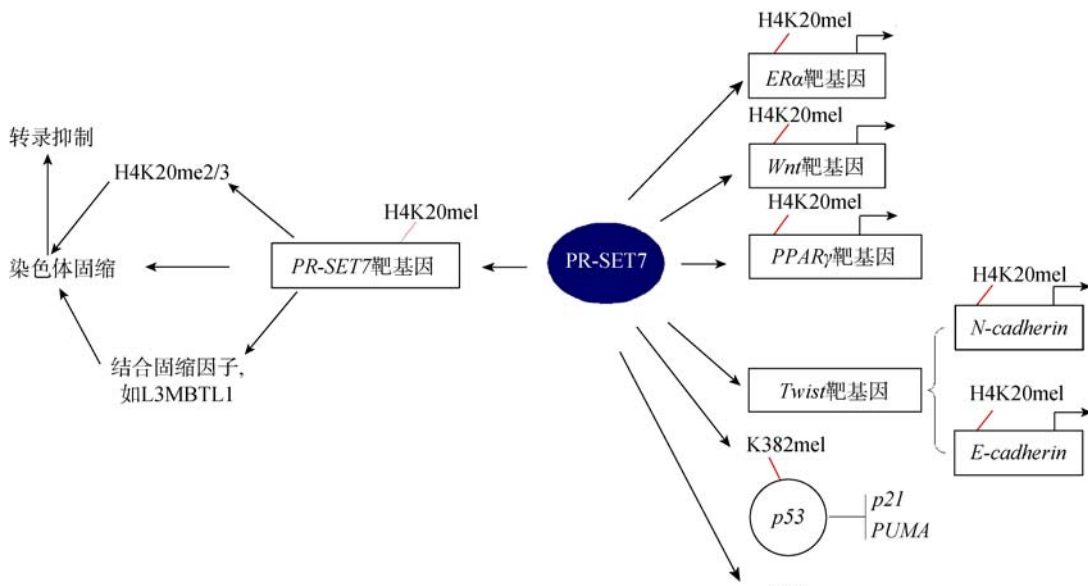 H4K20mel
ERα靶基因
H4K20mel
Wnt靶基因
H4K20mel
PPARγ靶基因
转录抑制
H4K20me2/3
H4K20mel
染色体固缩
PR-SET7靶基因
PR-SET7
结合固缩因子,
如L3MBTL1
H4K20mel
N-cadherin
Twist靶基因
H4K20mel
E-cadherin
K382mel
p53
p21
PUMA